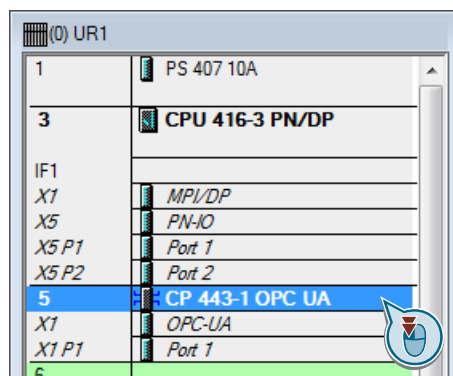 (0) UR1
1 PS 407 10A
3 CPU 416-3 PN/DP
IF1
X1 MPI/DP
X5 PN-IO
X5 P1 Port 1
X5 P2 Port 2
5 CP 443-1 OPC UA
X1 OPC-UA
X1 P1 Port 1
6